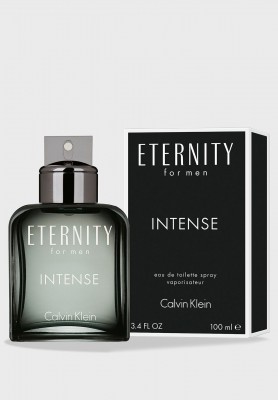 ETERNITY
for men
INTENSE
Calvin Klein
ETERNITY
for men
INTENSE
eau de toilette spray
vaporisateur
Calvin Klein
3.4 FL OZ 100 ml ℮